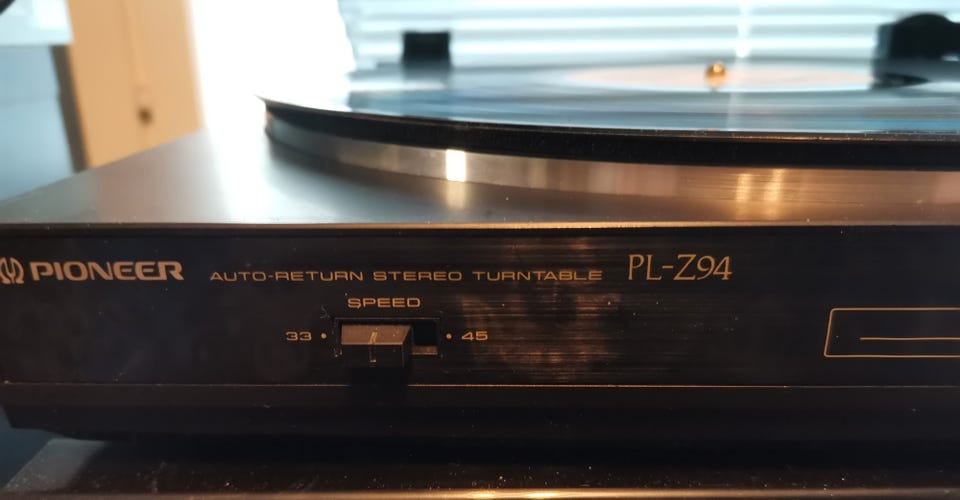 PIONEER AUTO-RETURN STEREO TURNTABLE PL-Z94
SPEED
33 • • 45